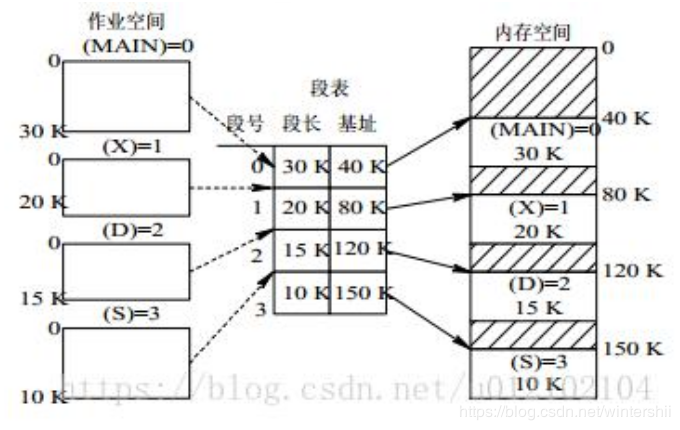 作业空间
(MAIN)=0
0
30 K
(X)=1
0
20 K
(D)=2
0
15 K
(S)=3
0
10 K
段表
段号 段长 基址
0 30 K 40 K
1 20 K 80 K
2 15 K 120 K
3 10 K 150 K
内存空间
0
40 K
(MAIN)=0
30 K
80 K
(X)=1
20 K
120 K
(D)=2
15 K
150 K
(S)=3
10 K
https://blog.csdn.net/u012102104
https://blog.csdn.net/wintershii